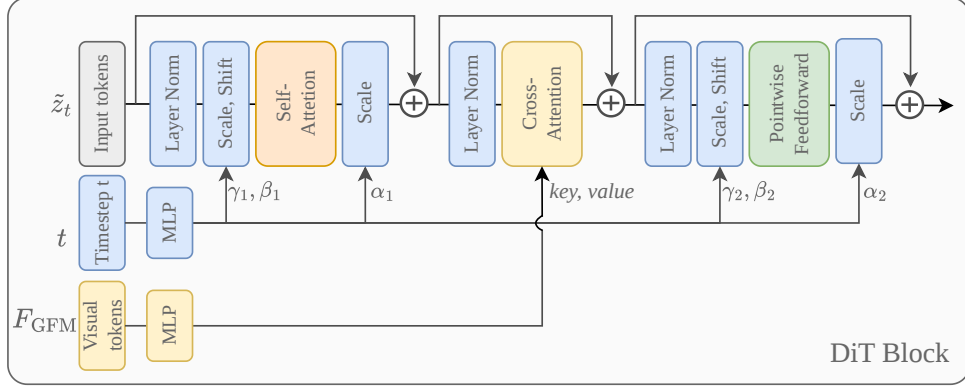 z̃_t
Input tokens
Layer Norm
Scale, Shift
Self-
Attetion
Scale
+
Layer Norm
Cross-
Attention
+
Layer Norm
Scale, Shift
Pointwise
Feedforward
Scale
+
t
Timestep t
MLP
γ₁, β₁
α₁
key, value
γ₂, β₂
α₂
F_GFM
Visual
tokens
MLP
DiT Block